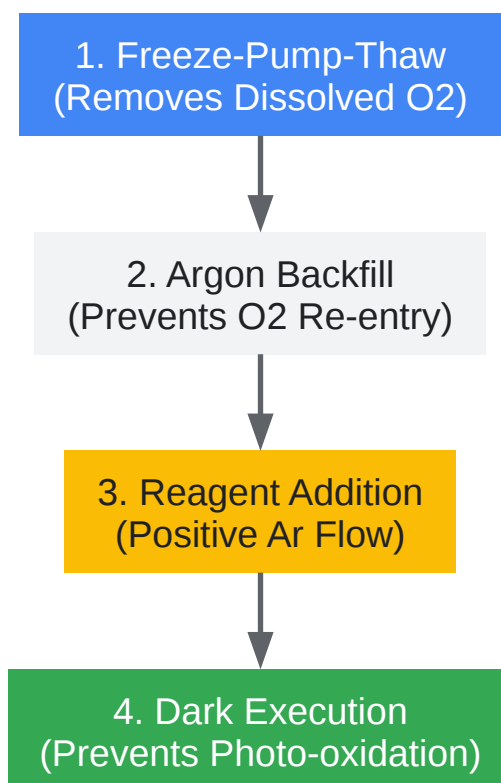 1. Freeze-Pump-Thaw
(Removes Dissolved O2)
2. Argon Backfill
(Prevents O2 Re-entry)
3. Reagent Addition
(Positive Ar Flow)
4. Dark Execution
(Prevents Photo-oxidation)